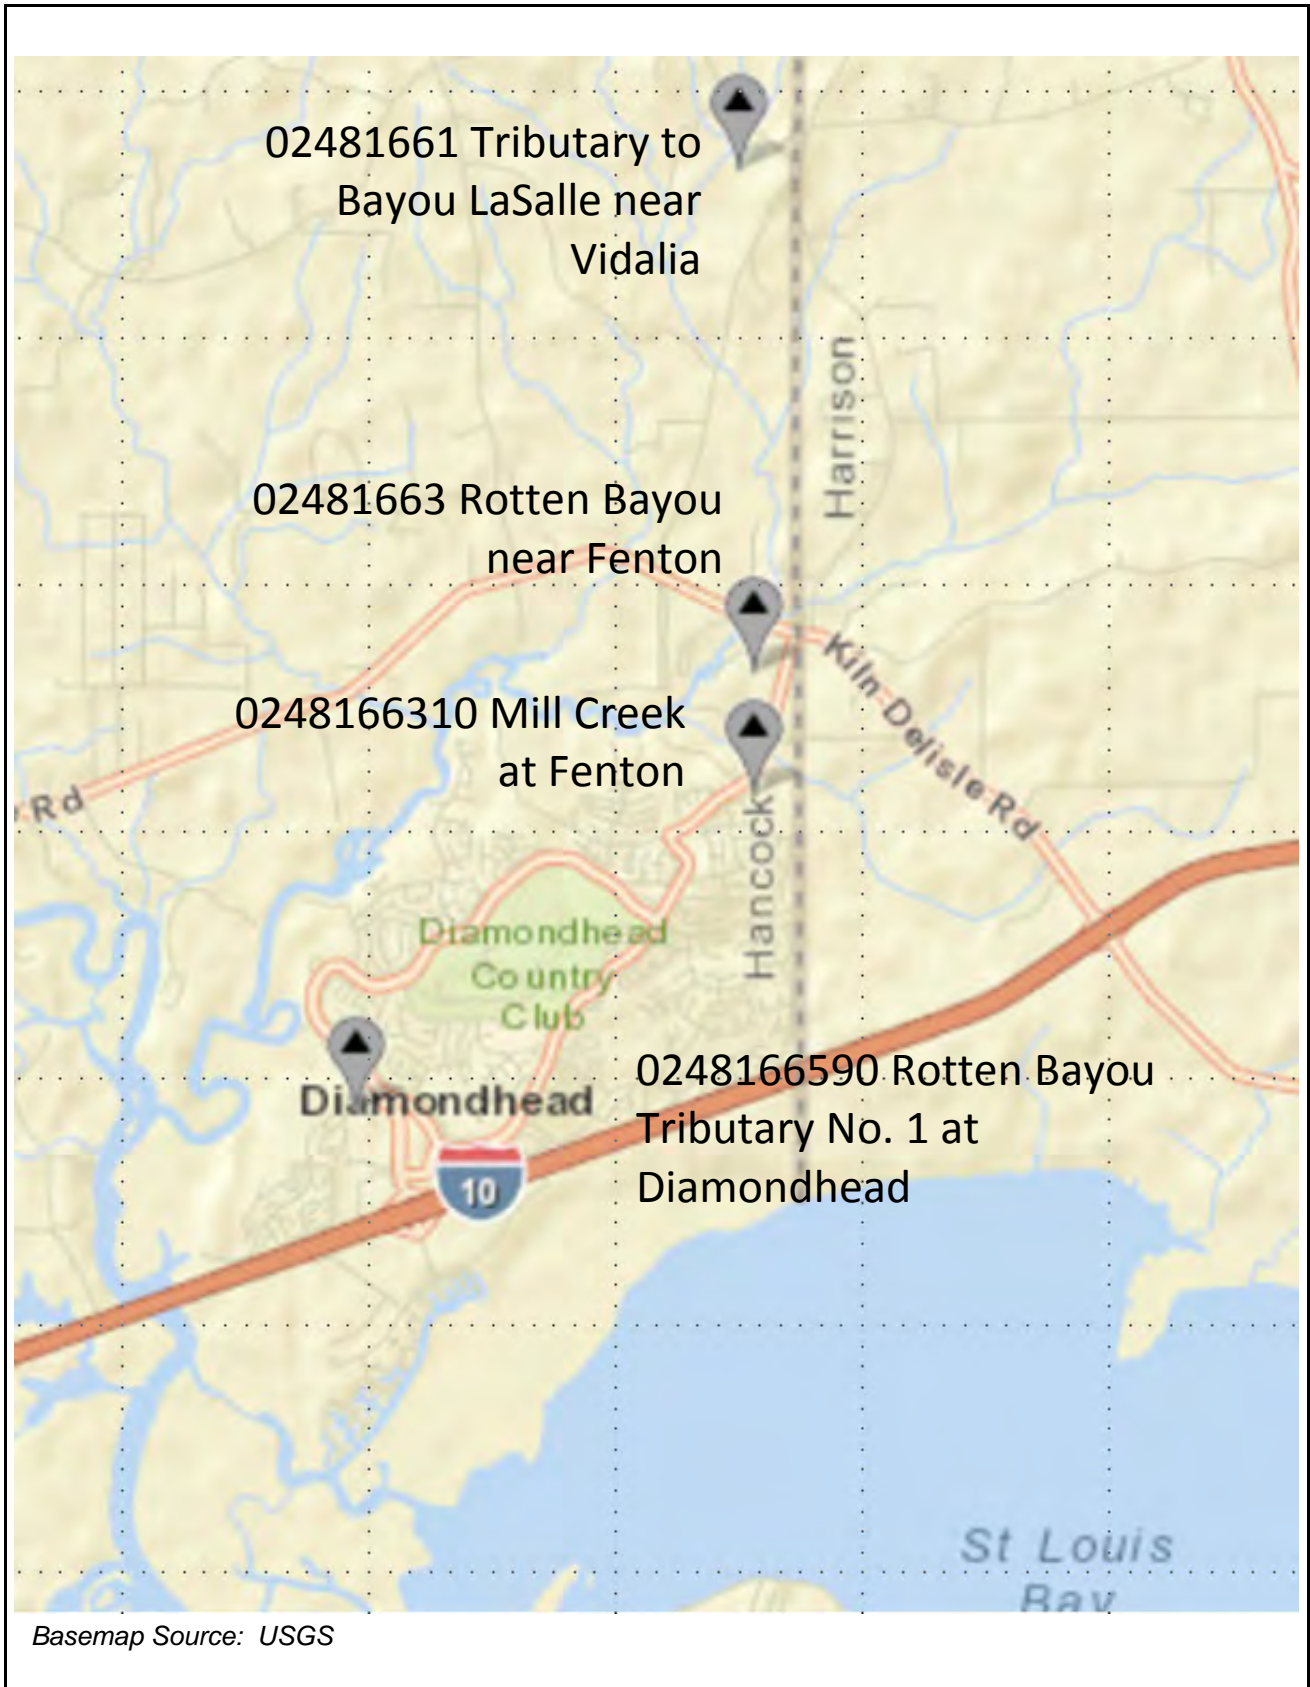 02481661 Tributary to
Bayou LaSalle near
Vidalia
Harrison
02481663 Rotten Bayou
near Fenton
0248166310 Mill Creek
at Fenton
Kiln Delisle Rd
Rd
Hancock
Diamondhead
Country
Club
0248166590 Rotten Bayou
Tributary No. 1 at
Diamondhead
Diamondhead
10
St Louis
Bay
Basemap Source: USGS